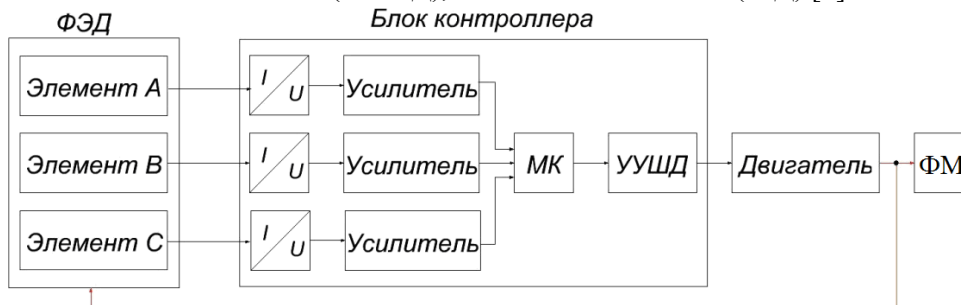 ФЭД
Блок контроллера
Элемент А
I
U
Усилитель
Элемент В
I
U
Усилитель
МК
УУШД
Двигатель
ФМ
Элемент С
I
U
Усилитель